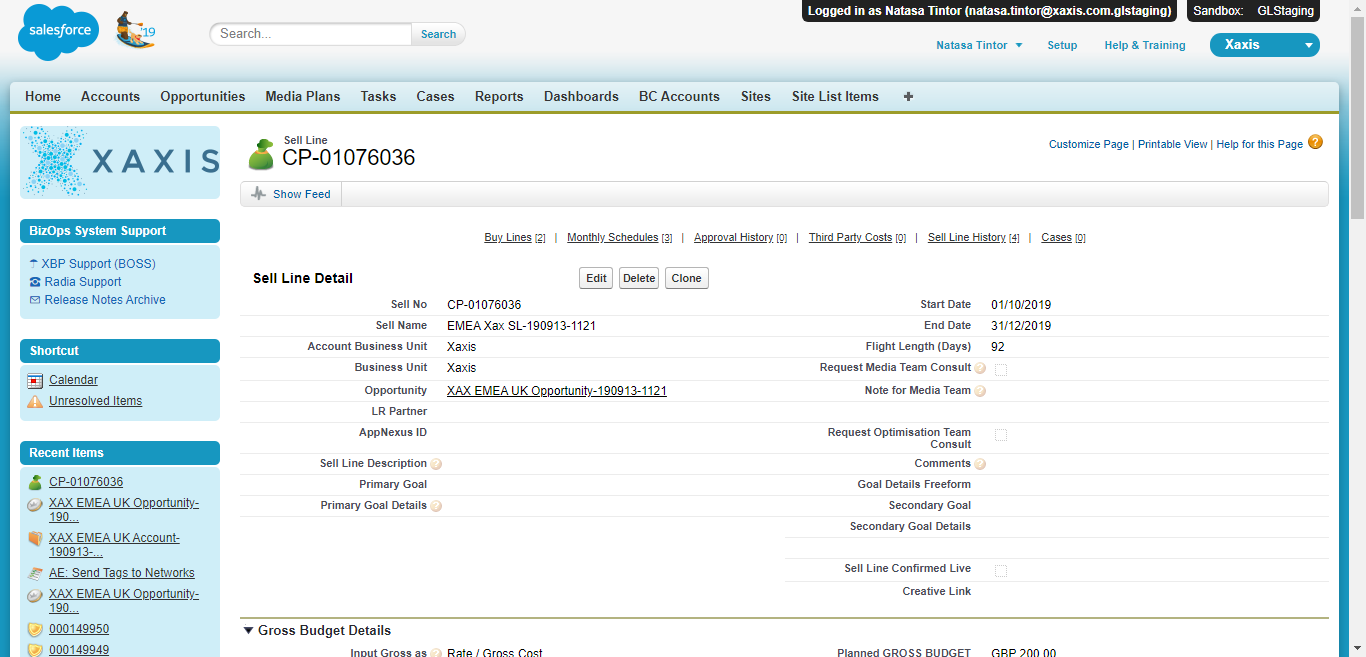 Logged in as Natasa Tintor (natasa.tintor@xaxis.com.glstaging)
Sandbox: GLStaging
salesforce
'19
Search...
Search
Natasa Tintor
Setup
Help & Training
Xaxis
Home
Accounts
Opportunities
Media Plans
Tasks
Cases
Reports
Dashboards
BC Accounts
Sites
Site List Items
+
XAXIS
BizOps System Support
XBP Support (BOSS)
Radia Support
Release Notes Archive
Shortcut
Calendar
Unresolved Items
Recent Items
CP-01076036
XAX EMEA UK Opportunity-
190...
XAX EMEA UK Account-
190913-...
AE: Send Tags to Networks
XAX EMEA UK Opportunity-
190...
000149950
000149949
Sell Line
CP-01076036
Customize Page | Printable View | Help for this Page ?
Show Feed
Buy Lines [2] | Monthly Schedules [3] | Approval History [0] | Third Party Costs [0] | Sell Line History [4] | Cases [0]
Sell Line Detail
Edit
Delete
Clone
Sell No CP-01076036
Start Date 01/10/2019
Sell Name EMEA Xax SL-190913-1121
End Date 31/12/2019
Account Business Unit Xaxis
Flight Length (Days) 92
Business Unit Xaxis
Request Media Team Consult ?
Opportunity XAX EMEA UK Opportunity-190913-1121
Note for Media Team ?
LR Partner
AppNexus ID
Request Optimisation Team
Consult
Sell Line Description ?
Comments ?
Primary Goal
Goal Details Freeform
Primary Goal Details ?
Secondary Goal
Secondary Goal Details
Sell Line Confirmed Live
Creative Link
Gross Budget Details
Input Gross as ? Rate / Gross Cost
Planned GROSS BUDGET GBP 200.00